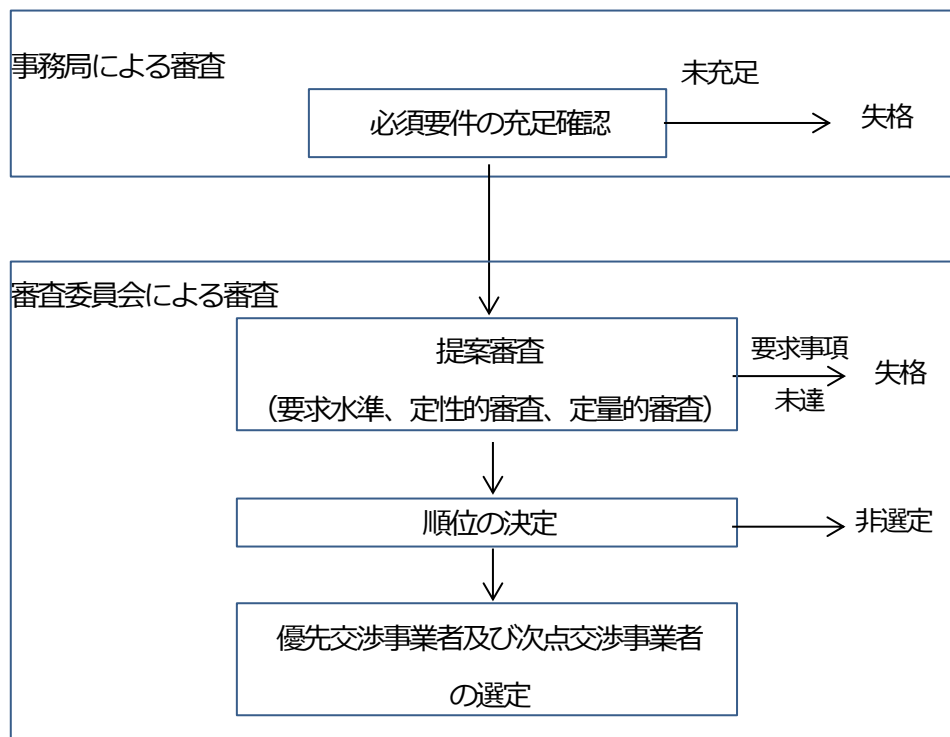 事務局による審査
未充足
必須要件の充足確認
失格
審査委員会による審査
提案審査
(要求水準、定性的審査、定量的審査)
要求事項
未達
失格
順位の決定
非選定
優先交渉事業者及び次点交渉事業者
の選定